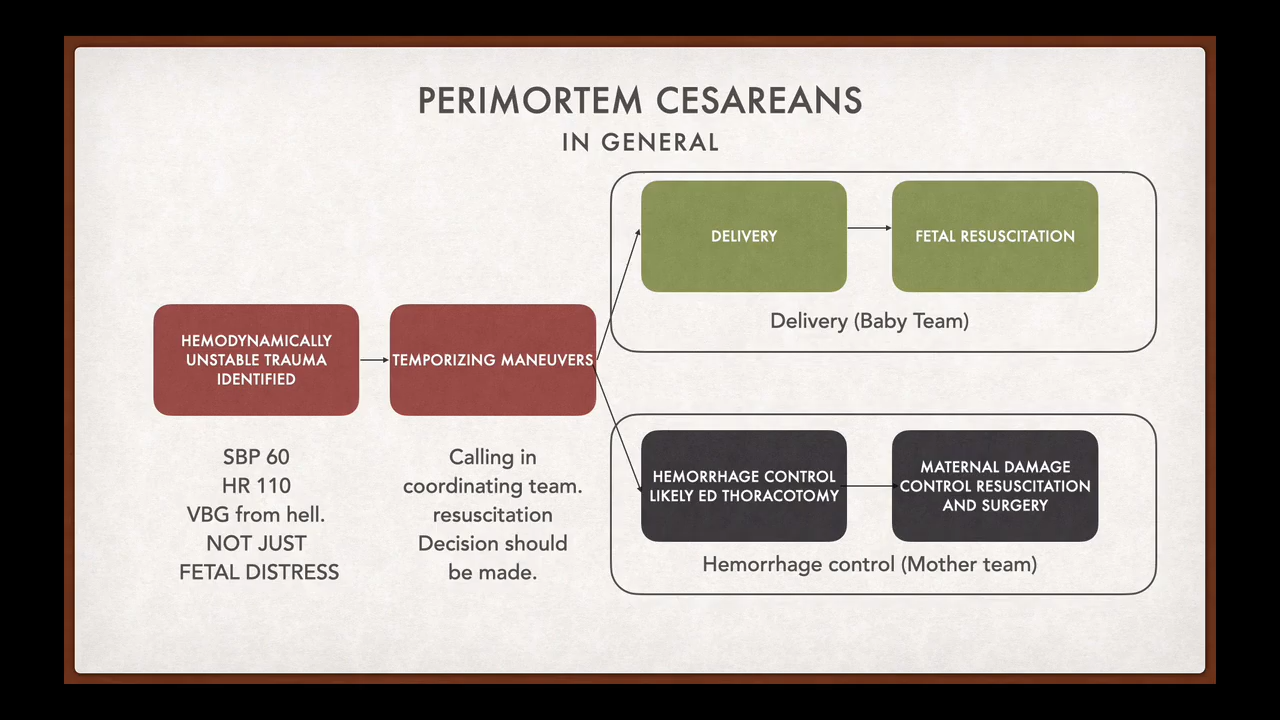 PERIMORTEM CESAREANS
IN GENERAL
DELIVERY
FETAL RESUSCITATION
Delivery (Baby Team)
HEMODYNAMICALLY
UNSTABLE TRAUMA
IDENTIFIED
TEMPORIZING MANEUVERS
SBP 60
HR 110
VBG from hell.
NOT JUST
FETAL DISTRESS
Calling in
coordinating team.
resuscitation
Decision should
be made.
HEMORRHAGE CONTROL
LIKELY ED THORACOTOMY
MATERNAL DAMAGE
CONTROL RESUSCITATION
AND SURGERY
Hemorrhage control (Mother team)